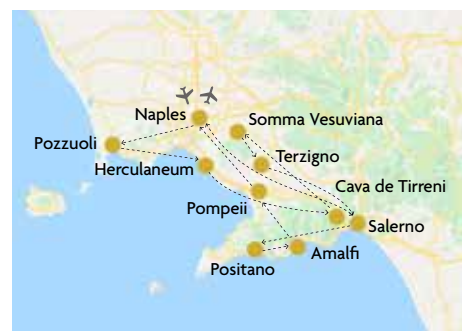 Naples
Somma Vesuviana
Pozzuoli
Herculaneum
Terzigno
Cava de Tirreni
Pompeii
Salerno
Amalfi
Positano